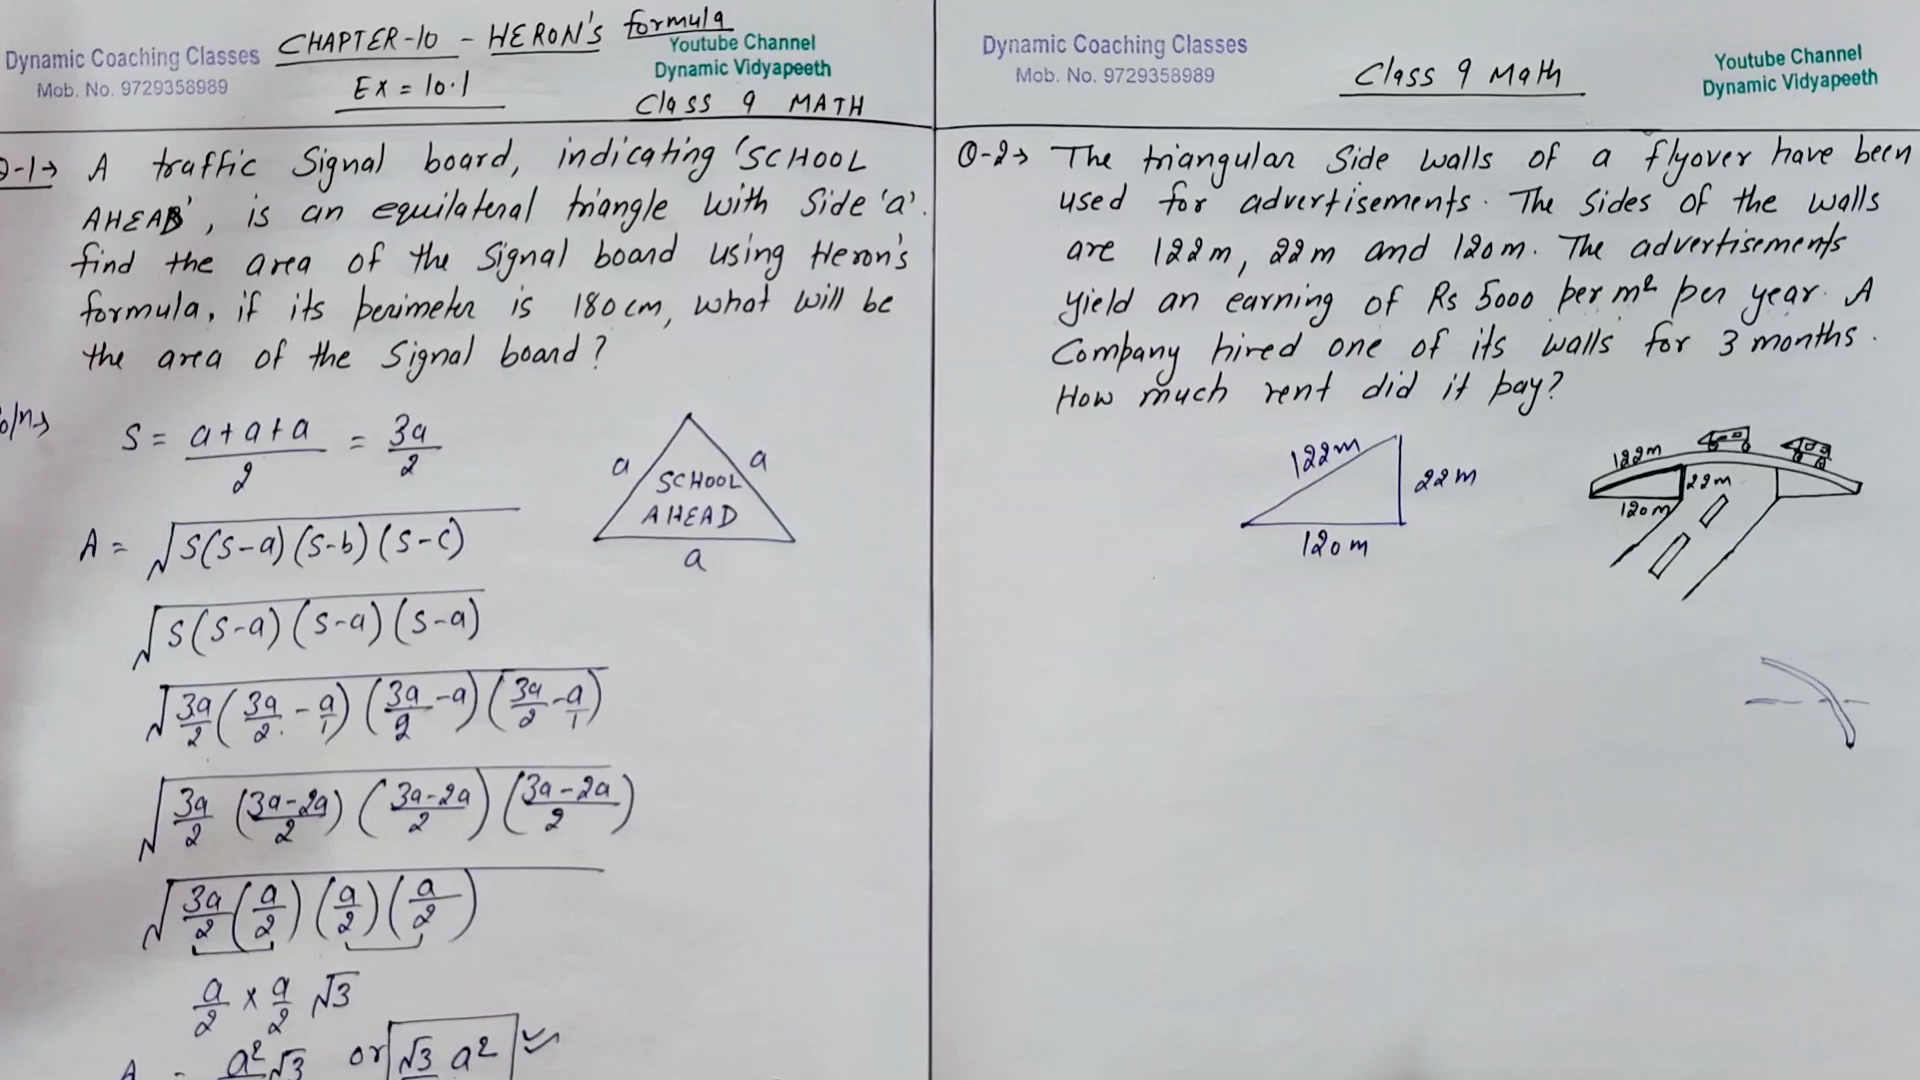 Dynamic Coaching Classes
Mob. No. 9729358989
CHAPTER-10 - HERON's formula
Ex = 10.1
Youtube Channel
Dynamic Vidyapeeth
Class 9 MATH
Q-1→ A traffic Signal board, indicating 'SCHOOL
AHEAD', is an equilateral triangle with Side 'a'.
find the area of the Signal board using Heron's
formula, if its perimeter is 180 cm, what will be
the area of the Signal board?
Soln→ S = a+a+a/2 = 3a/2
A = √S(S-a)(S-b)(S-c)
√S(S-a)(S-a)(S-a)
√3a/2(3a/2 - a/1)(3a/2 - a)(3a/2 - a/1)
√3a/2 (3a-2a/2)(3a-2a/2)(3a-2a/2)
√3a/2(a/2)(a/2)(a/2)
a/2 × a/2 √3
A = a²√3 or √3 a²
a
a
SCHOOL
AHEAD
a
Dynamic Coaching Classes
Mob. No. 9729358989
Class 9 Math
Youtube Channel
Dynamic Vidyapeeth
Q-2→ The triangular Side walls of a flyover have been
used for advertisements. The sides of the walls
are 122m, 22m and 120m. The advertisements
yield an earning of Rs 5000 per m² per year. A
Company hired one of its walls for 3 months.
How much rent did it pay?
122m
22m
120m
122m
22m
120m